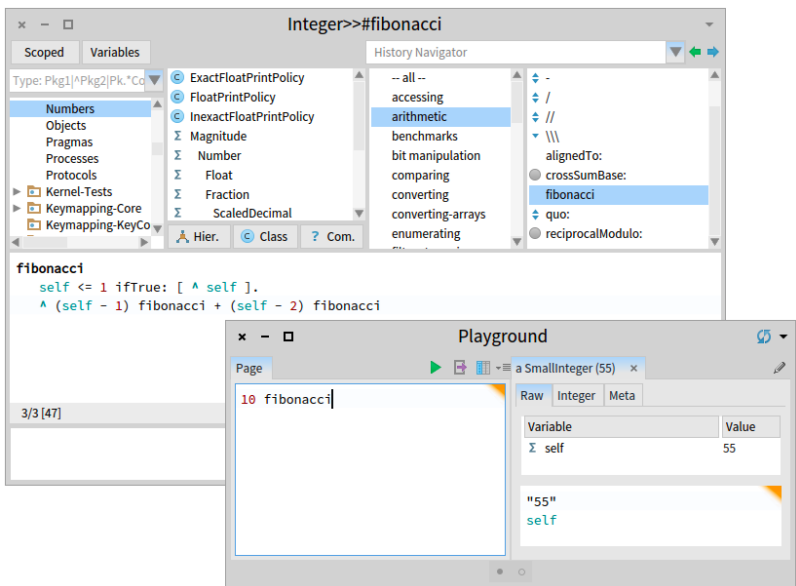 Integer>>#fibonacci
Scoped Variables
History Navigator
Type: Pkg1|^Pkg2|Pk.*Co
Numbers
Objects
Pragmas
Processes
Protocols
Kernel-Tests
Keymapping-Core
Keymapping-KeyCo
ExactFloatPrintPolicy
FloatPrintPolicy
InexactFloatPrintPolicy
Magnitude
Number
Float
Fraction
ScaledDecimal
Hier. Class ? Com.
-- all --
accessing
arithmetic
benchmarks
bit manipulation
comparing
converting
converting-arrays
enumerating
-
/
//
\\\
alignedTo:
crossSumBase:
fibonacci
quo:
reciprocalModulo:
fibonacci
self <= 1 ifTrue: [ ^ self ].
^ (self - 1) fibonacci + (self - 2) fibonacci
3/3 [47]
Playground
Page
10 fibonacci
a SmallInteger (55) ×
Raw Integer Meta
Variable Value
Σ self 55
"55"
self